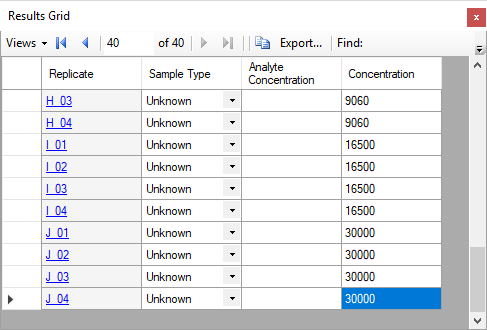 Results Grid
Views 40 of 40 Export... Find:
Replicate Sample Type Analyte Concentration Concentration
H_03 Unknown 9060
H_04 Unknown 9060
I_01 Unknown 16500
I_02 Unknown 16500
I_03 Unknown 16500
I_04 Unknown 16500
J_01 Unknown 30000
J_02 Unknown 30000
J_03 Unknown 30000
J_04 Unknown 30000